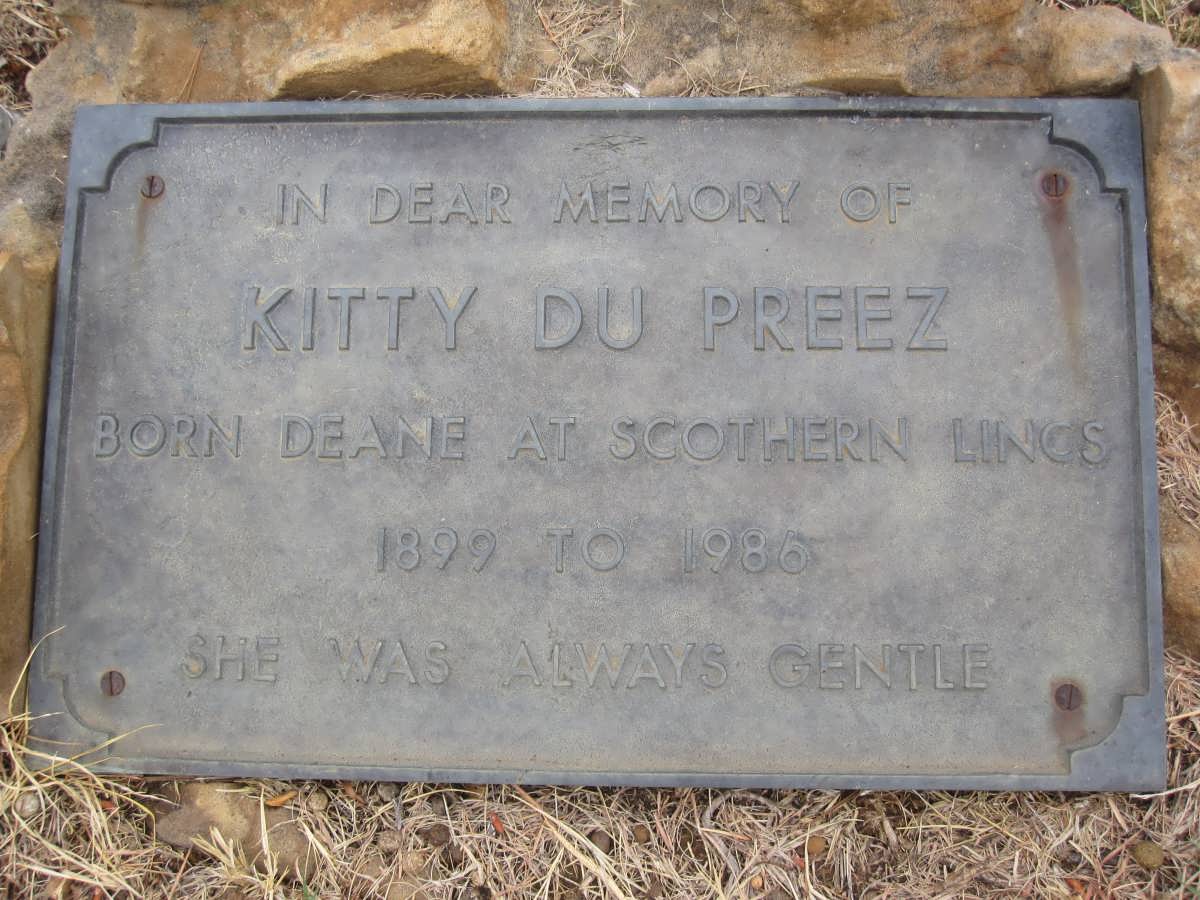 IN DEAR MEMORY OF
KITTY DU PREEZ
BORN DEANE AT SCOTHERN LINCS
1899 TO 1986
SHE WAS ALWAYS GENTLE